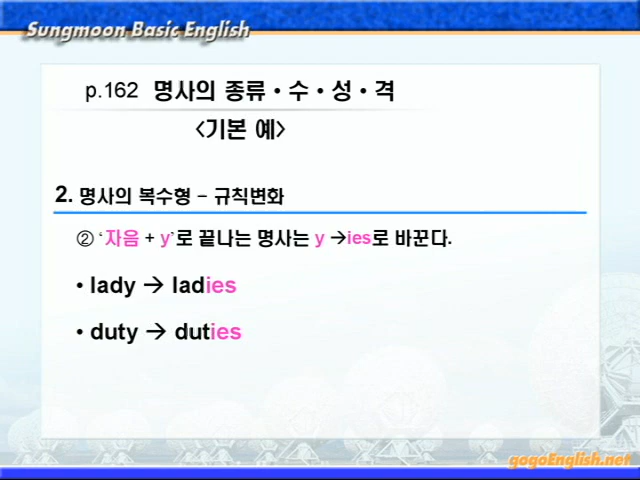 Sungmoon Basic English
p.162 명사의 종류 • 수 • 성 • 격
<기본 예>
2. 명사의 복수형 – 규칙변화
② ‘자음 + y’로 끝나는 명사는 y →ies로 바꾼다.
• lady → ladies
• duty → duties
gogoEnglish.net